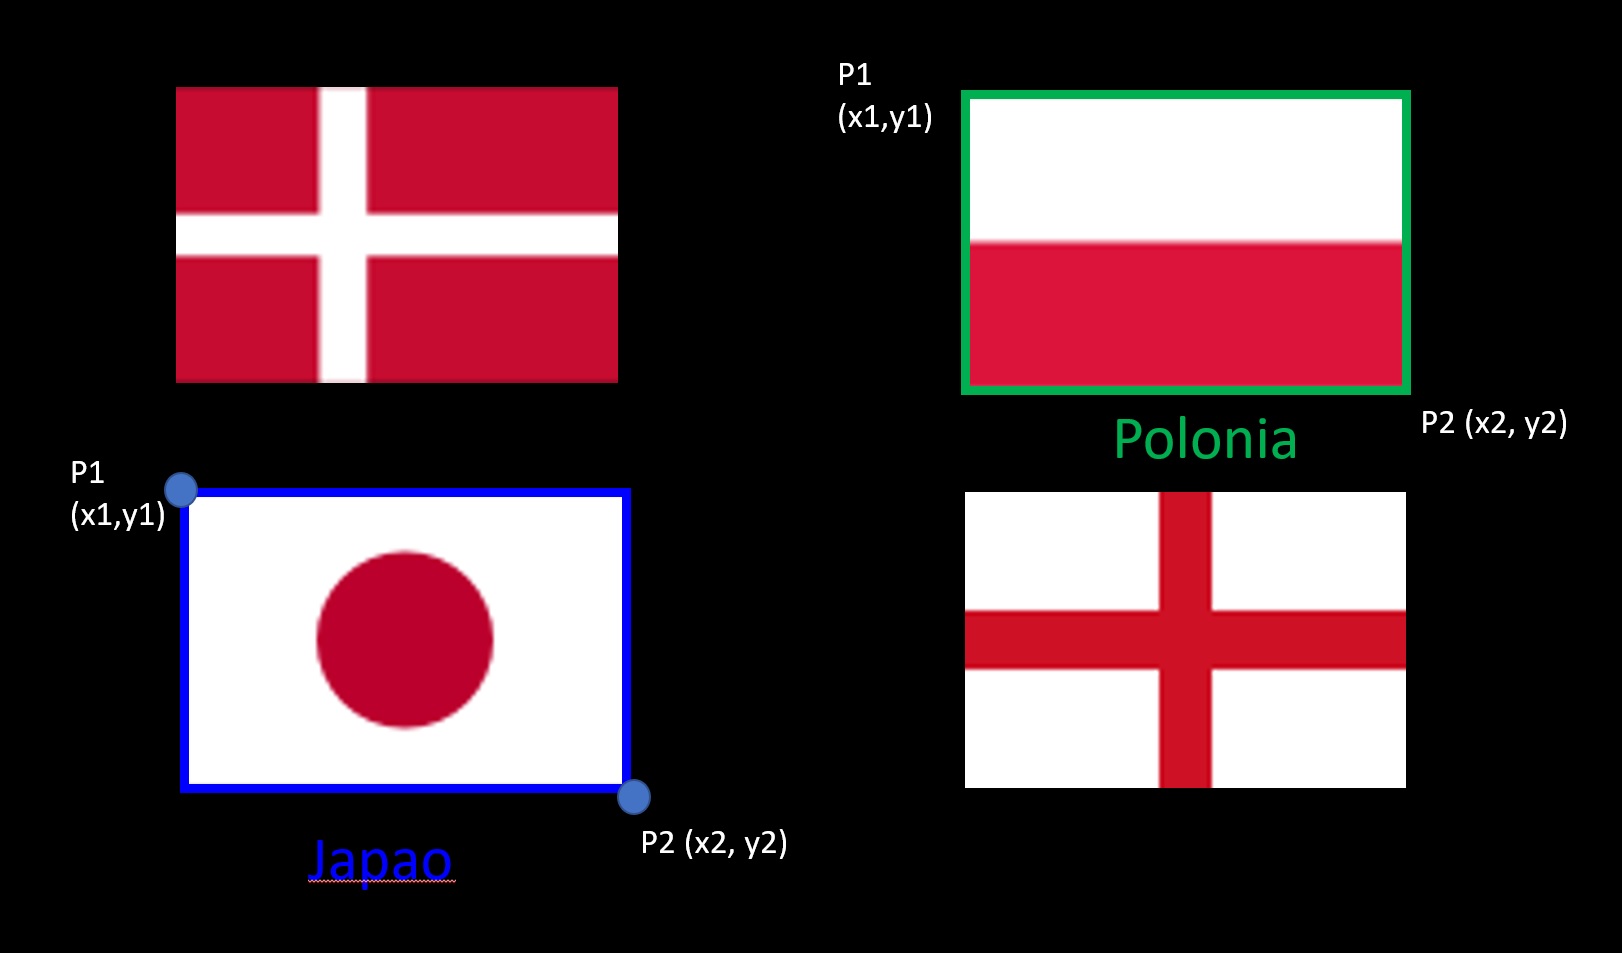 P1
(x1,y1)
P2 (x2, y2)
Polonia
P1
(x1,y1)
P2 (x2, y2)
Japao